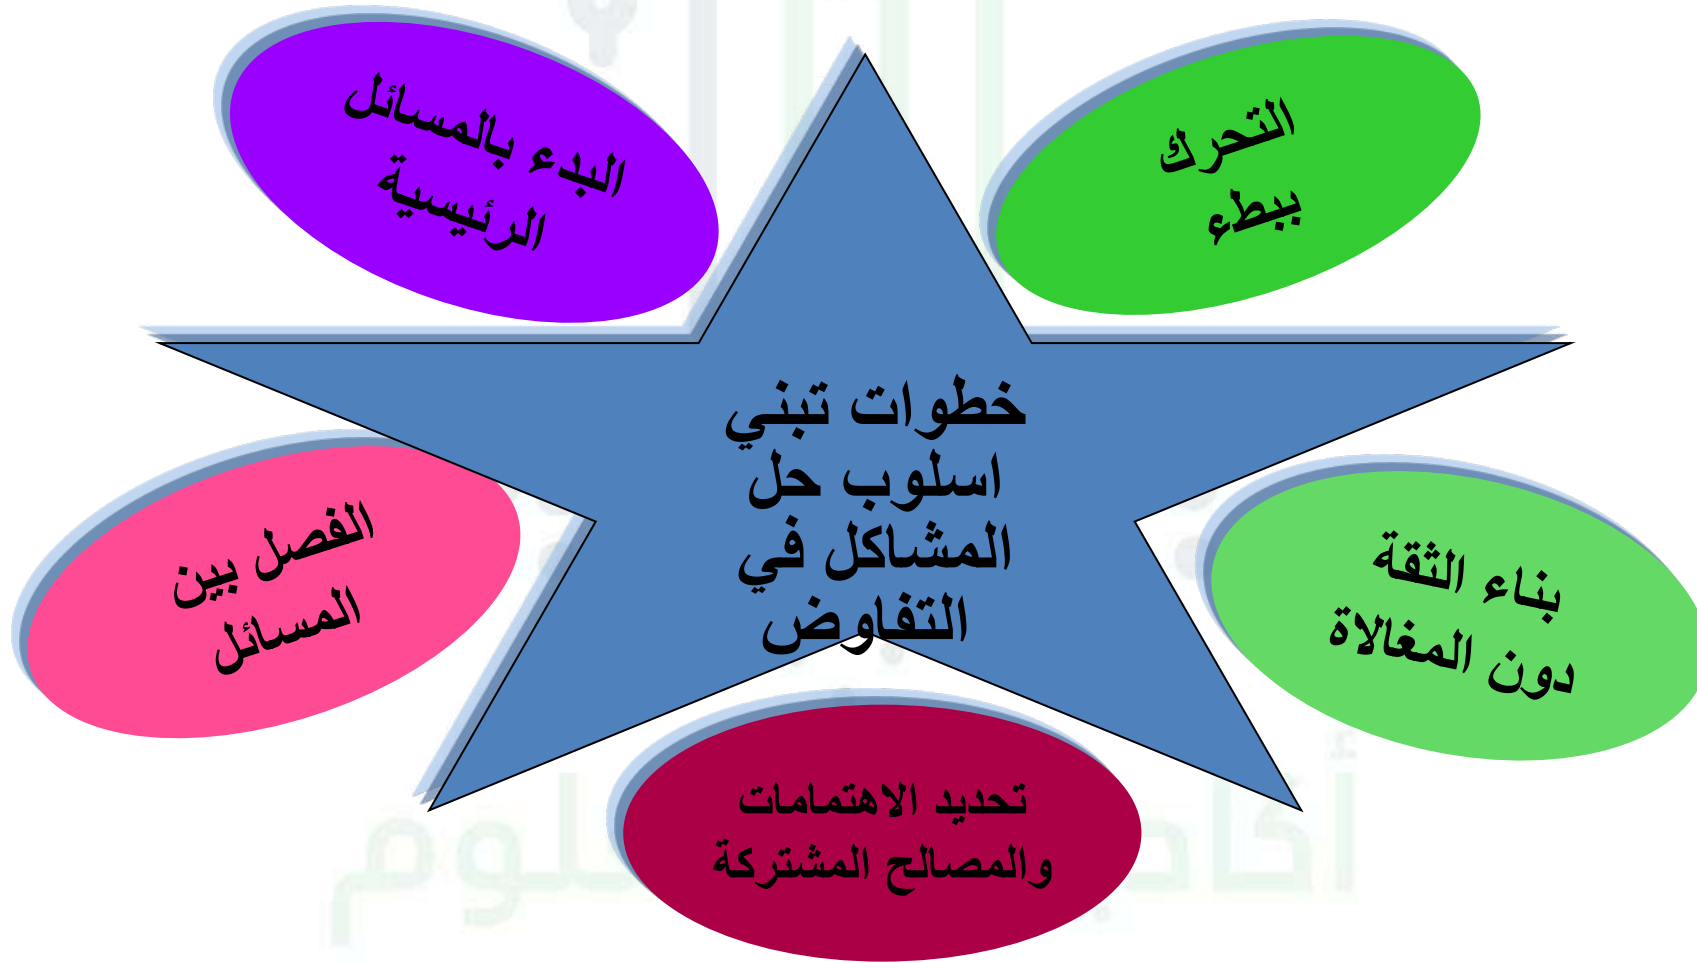 التحرك
ببطء
البدء بالمسائل
الرئيسية
خطوات تبني
اسلوب حل
المشاكل في
التفاوض
بناء الثقة
دون المغالاة
الفصل بين
المسائل
تحديد الاهتمامات
والمصالح المشتركة